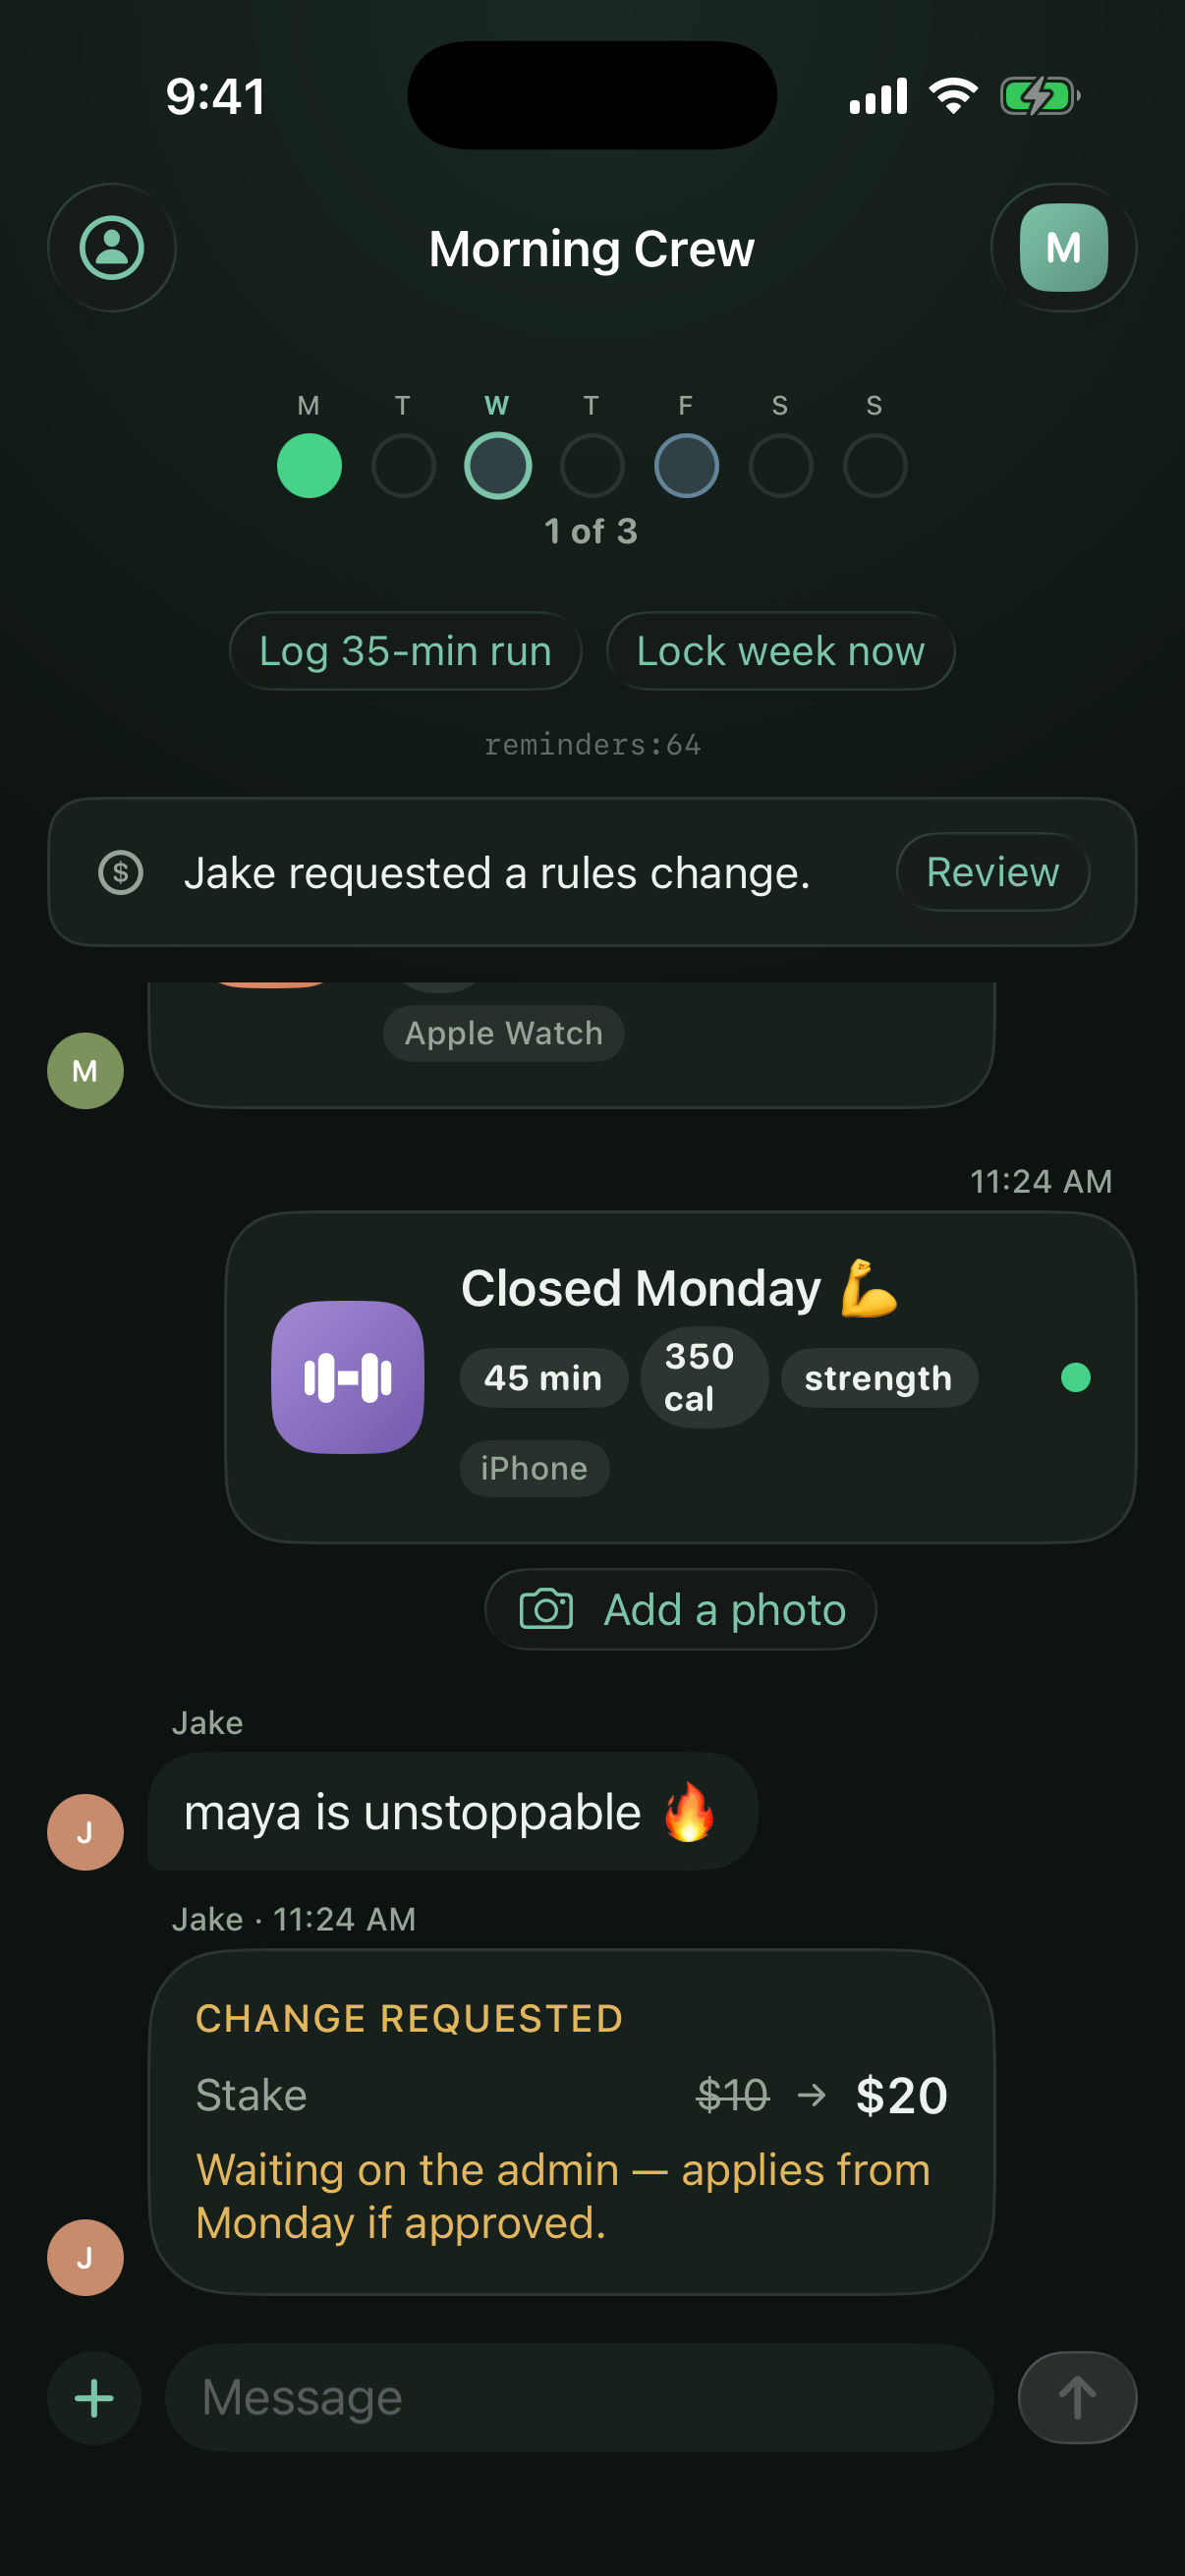 9:41
Morning Crew
M
M T W T F S S
1 of 3
Log 35-min run
Lock week now
reminders:64
$
Jake requested a rules change.
Review
Apple Watch
M
11:24 AM
Closed Monday 💪
45 min
350
cal
strength
iPhone
Add a photo
Jake
maya is unstoppable 🔥
J
Jake · 11:24 AM
CHANGE REQUESTED
Stake $10 → $20
Waiting on the admin — applies from
Monday if approved.
J
Message